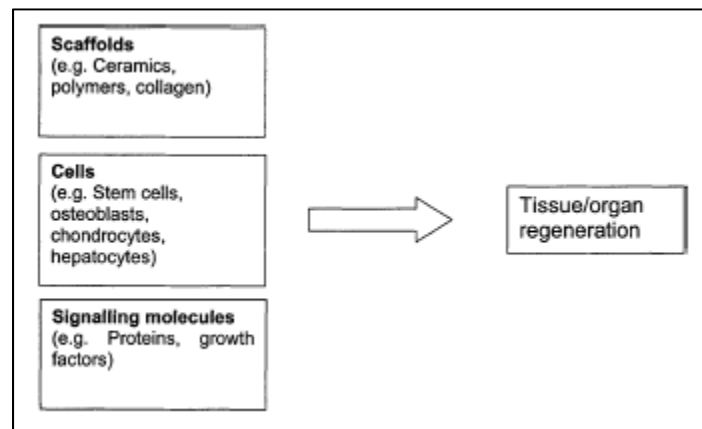 Scaffolds
(e.g. Ceramics,
polymers, collagen)
Cells
(e.g. Stem cells,
osteoblasts,
chondrocytes,
hepatocytes)
Signalling molecules
(e.g. Proteins, growth
factors)
Tissue/organ
regeneration